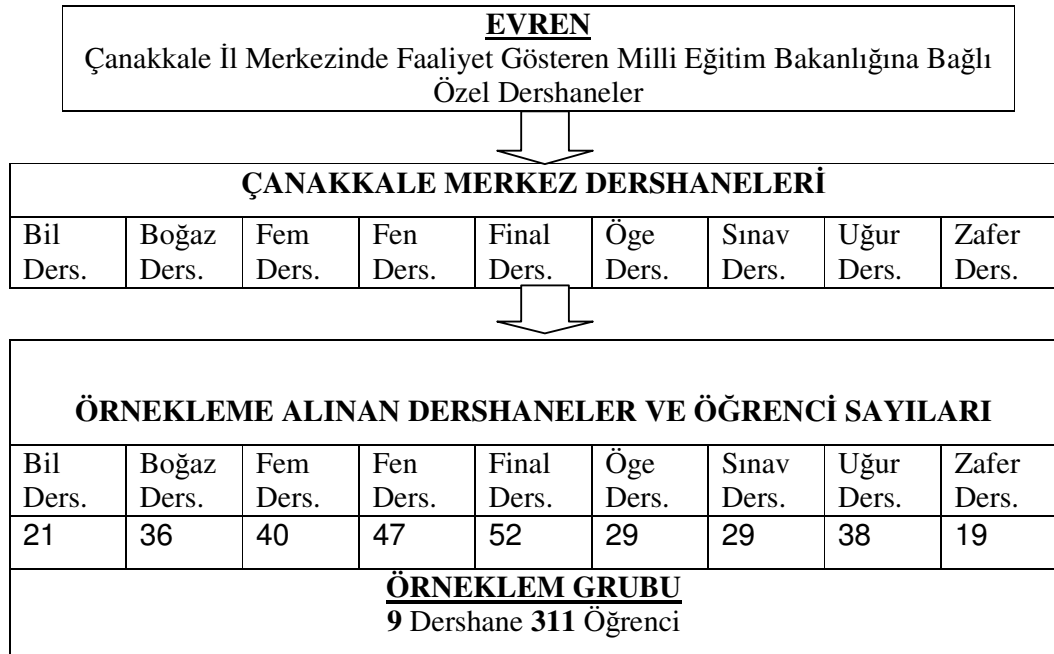 EVREN
Çanakkale İl Merkezinde Faaliyet Gösteren Milli Eğitim Bakanlığına Bağlı
Özel Dershaneler
ÇANAKKALE MERKEZ DERSHANELERİ
Bil Ders. Boğaz Ders. Fem Ders. Fen Ders. Final Ders. Öge Ders. Sınav Ders. Uğur Ders. Zafer Ders.
ÖRNEKLEME ALINAN DERSHANELER VE ÖĞRENCİ SAYILARI
Bil Ders. Boğaz Ders. Fem Ders. Fen Ders. Final Ders. Öge Ders. Sınav Ders. Uğur Ders. Zafer Ders.
21 36 40 47 52 29 29 38 19
ÖRNEKLEM GRUBU
9 Dershane 311 Öğrenci